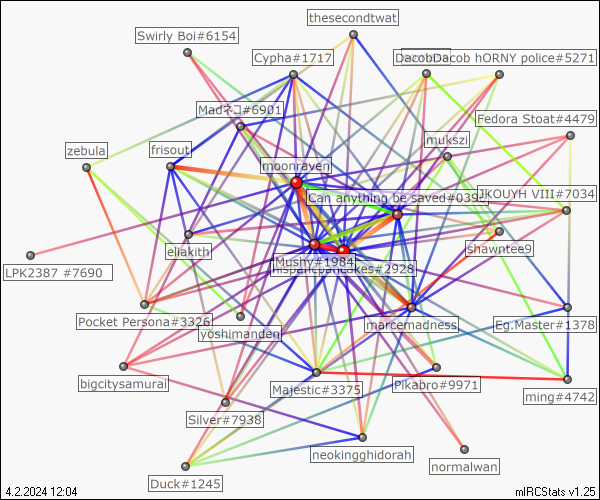 thesecondtwat
Swirly Boi#6154
Cypha#1717
Dacob hORNY police#5271
Madネコ#6901
Fedora Stoat#4479
mukszi
zebula
frisout
moonraven
Can anything be saved#039
JKOUYH VIII#7034
eliakith
shawntee9
LPK2387 #7690
Mushy#1984
hispanicpancakes#2928
Pocket Persona#3326
marcemadness
Eg.Master#1378
yoshimanden
bigcitysamurai
Majestic#3375
Pikabro#9971
ming#4742
Silver#7938
neokingghidorah
normalwan
Duck#1245
4.2.2024 12:04
mIRCStats v1.25